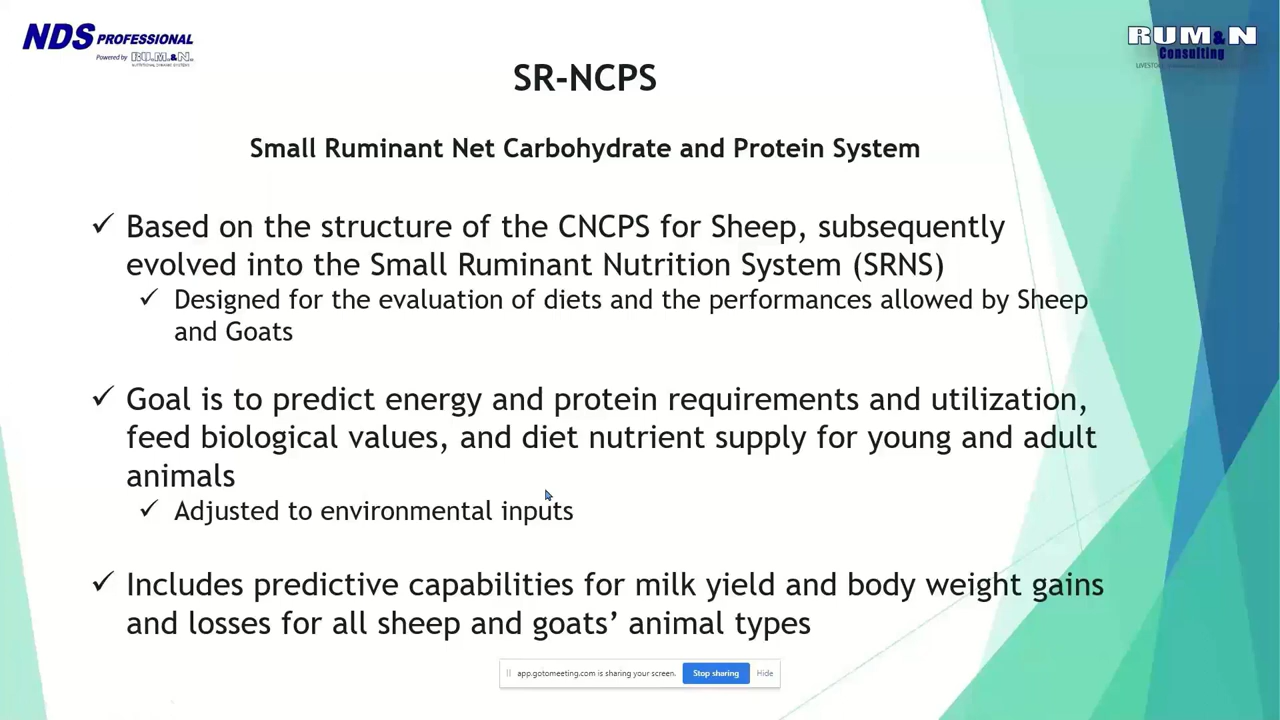 NDS PROFESSIONAL
Powered by RUM&N
RUM&N
Consulting
SR-NCPS
Small Ruminant Net Carbohydrate and Protein System
✓ Based on the structure of the CNCPS for Sheep, subsequently
evolved into the Small Ruminant Nutrition System (SRNS)
✓ Designed for the evaluation of diets and the performances allowed by Sheep
and Goats
✓ Goal is to predict energy and protein requirements and utilization,
feed biological values, and diet nutrient supply for young and adult
animals
✓ Adjusted to environmental inputs
✓ Includes predictive capabilities for milk yield and body weight gains
and losses for all sheep and goats’ animal types
app.gotomeeting.com is sharing your screen. Stop sharing Hide